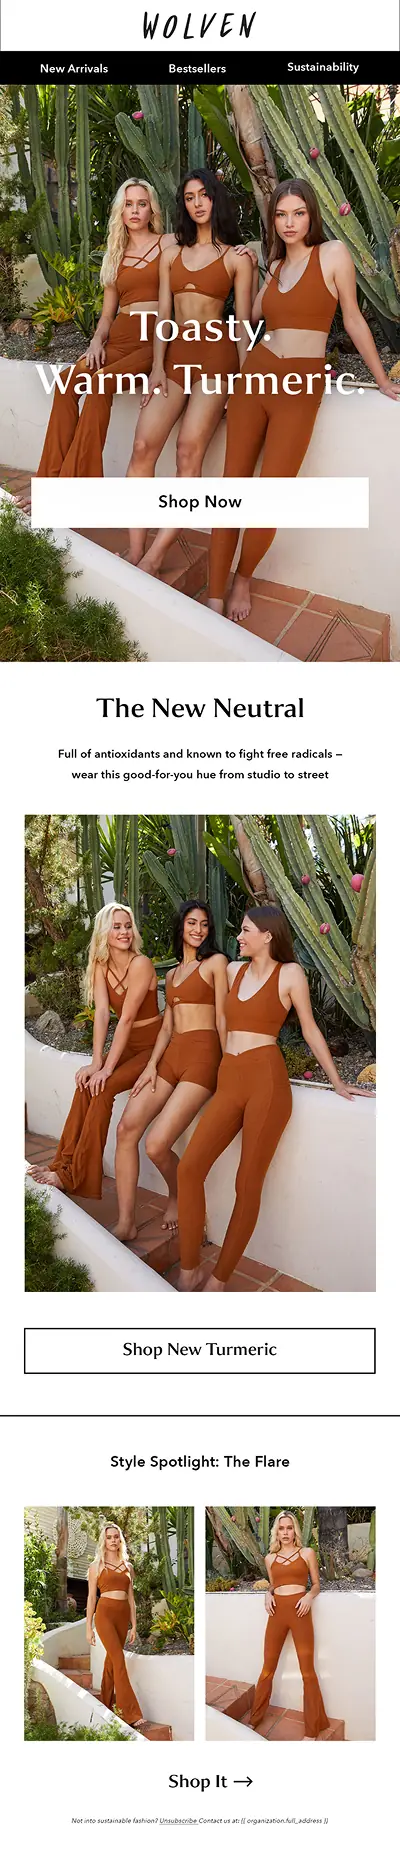 WOLVEN
New Arrivals
Bestsellers
Sustainability
Toasty.
Warm. Turmeric.
Shop Now
The New Neutral
Full of antioxidants and known to fight free radicals –
wear this good-for-you hue from studio to street
Shop New Turmeric
Style Spotlight: The Flare
Shop It →
Not into sustainable fashion? Unsubscribe Contact us at: {{ organization.full_address }}